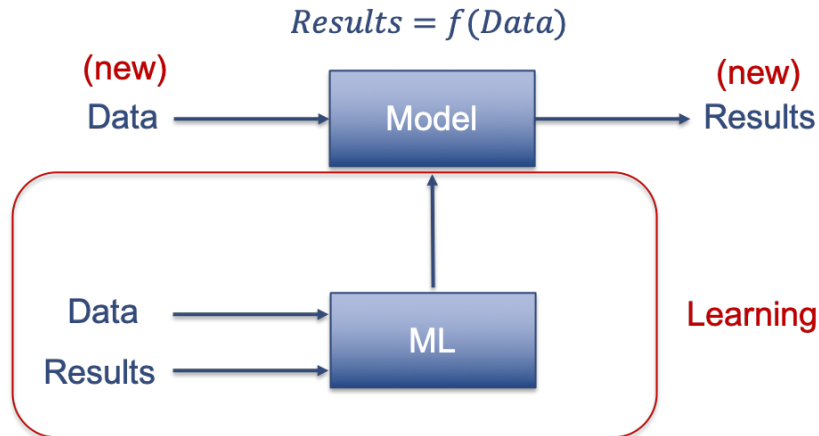 Results = f(Data)
(new)
Data
Model
(new)
Results
Data
Results
ML
Learning